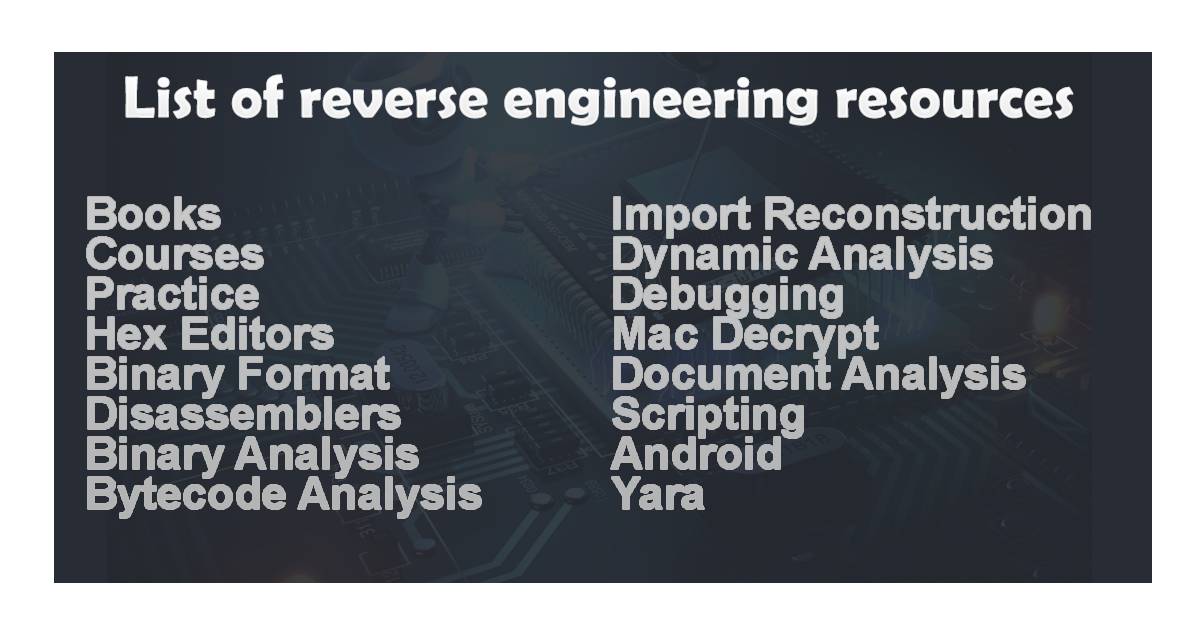 List of reverse engineering resources
Books
Courses
Practice
Hex Editors
Binary Format
Disassemblers
Binary Analysis
Bytecode Analysis
Import Reconstruction
Dynamic Analysis
Debugging
Mac Decrypt
Document Analysis
Scripting
Android
Yara